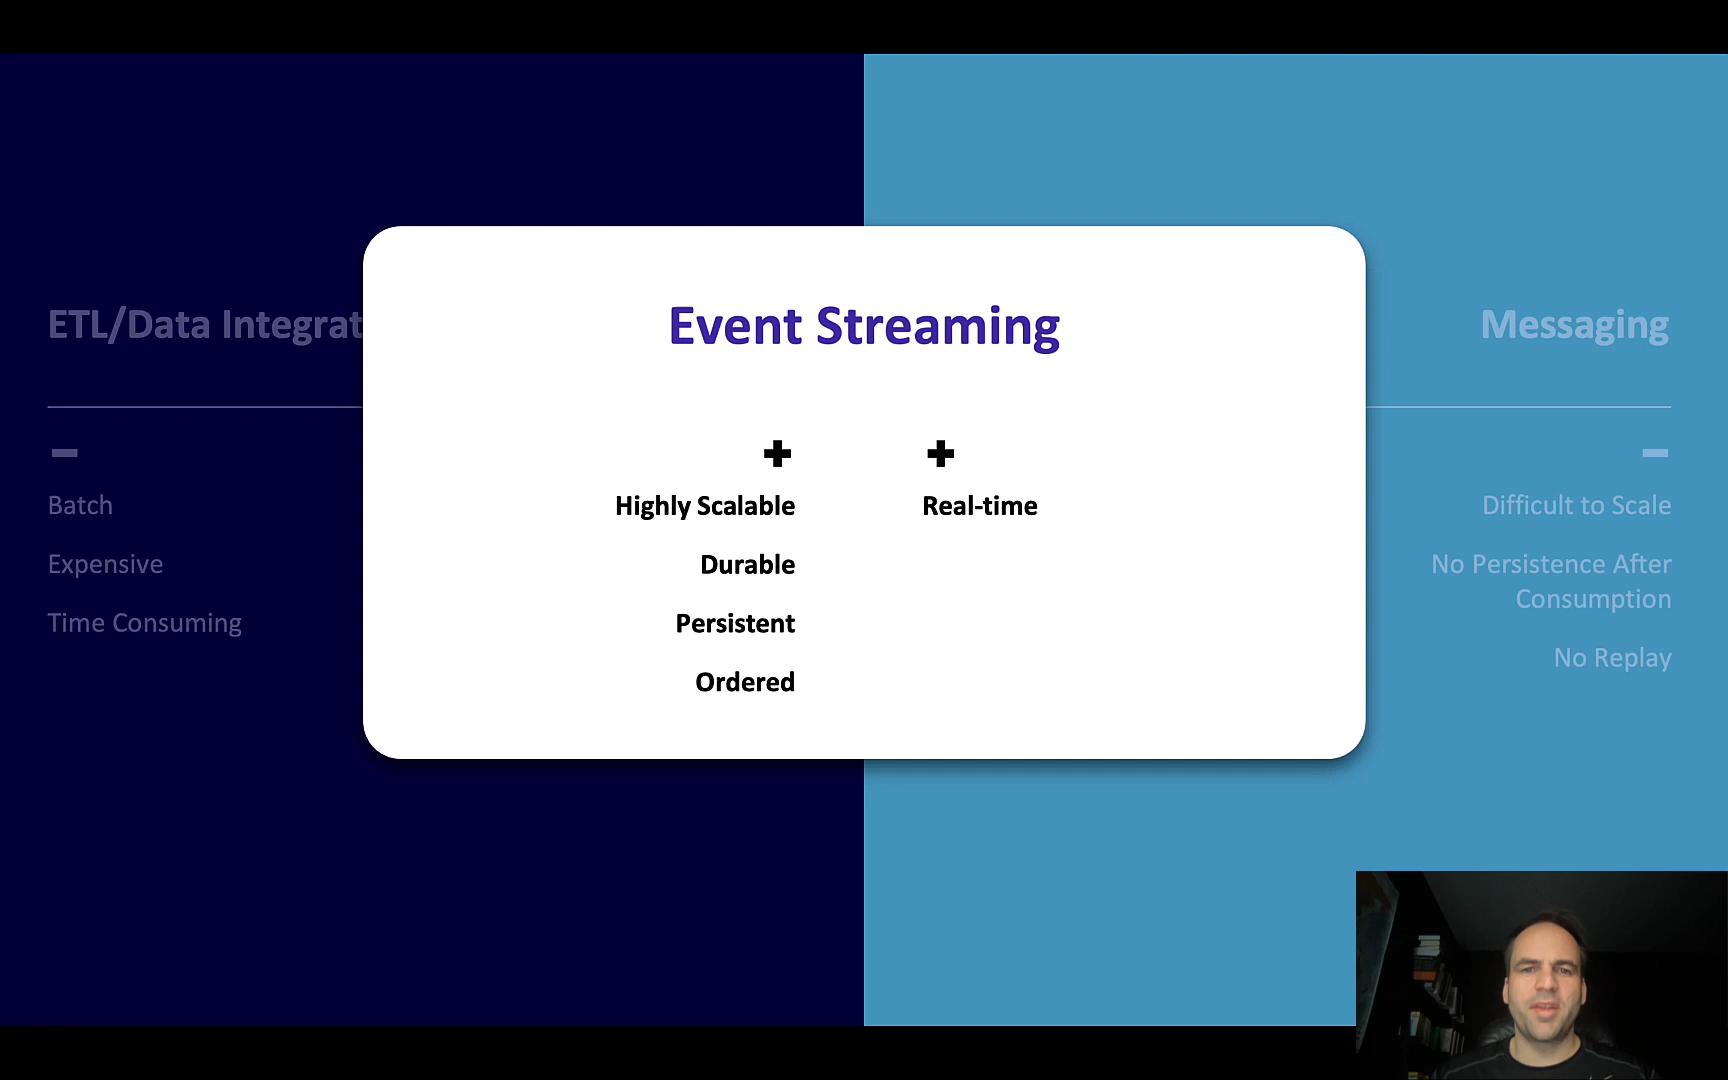 ETL/Data Integrat
Batch
Expensive
Time Consuming
Event Streaming
+ +
Highly Scalable
Durable
Persistent
Ordered
Real-time
Messaging
Difficult to Scale
No Persistence After
Consumption
No Replay